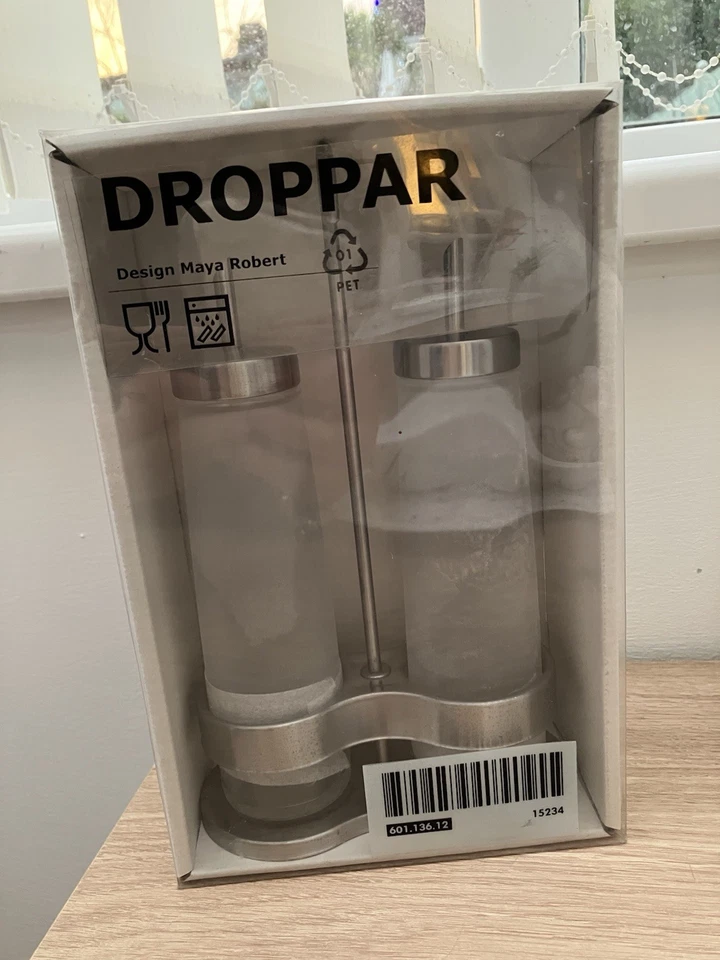 DROPPAR
Design Maya Robert
01
PET
15234
601.136.12